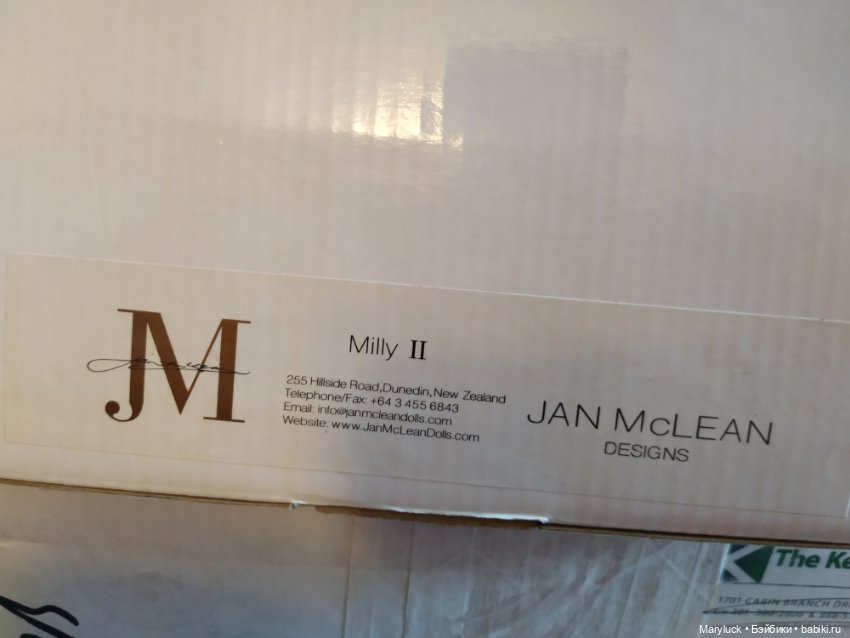 JM
Milly II
255 Hillside Road,Dunedin,New Zealand
Telephone/Fax: +64 3 455 6843
Email: info@janmcleandolls.com
Website: www.JanMcLeanDolls.com
JAN McLEAN
DESIGNS
The Ke
1701 CABIN BRANCH DR
Maryluck • Бэйбики • babiki.ru